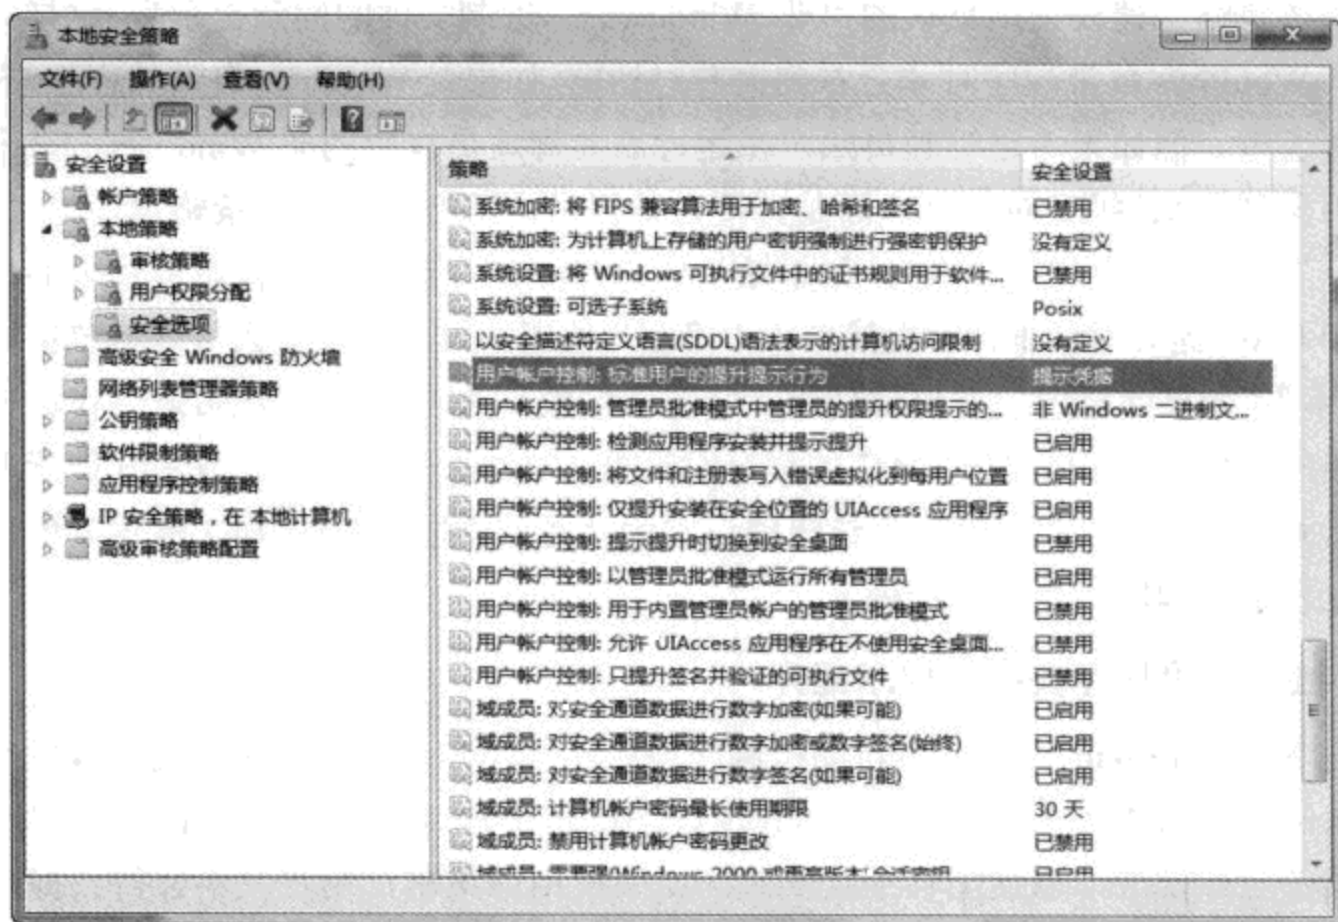 本地安全策略
文件(F) 操作(A) 查看(V) 帮助(H)
安全设置
帐户策略
本地策略
审核策略
用户权限分配
安全选项
高级安全 Windows 防火墙
网络列表管理器策略
公钥策略
软件限制策略
应用程序控制策略
IP 安全策略，在 本地计算机
高级审核策略配置
策略 安全设置
系统加密: 将 FIPS 兼容算法用于加密、哈希和签名 已禁用
系统加密: 为计算机上存储的用户密钥强制进行强密钥保护 没有定义
系统设置: 将 Windows 可执行文件中的证书规则用于软件... 已禁用
系统设置: 可选子系统 Posix
以安全描述符定义语言(SDDL)语法表示的计算机访问限制 没有定义
用户帐户控制: 标准用户的提升提示行为 提示凭据
用户帐户控制: 管理员批准模式中管理员的提升权限提示的... 非 Windows 二进制文...
用户帐户控制: 检测应用程序安装并提示提升 已启用
用户帐户控制: 将文件和注册表写入错误虚拟化到每用户位置 已启用
用户帐户控制: 仅提升安装在安全位置的 UIAccess 应用程序 已启用
用户帐户控制: 提示提升时切换到安全桌面 已禁用
用户帐户控制: 以管理员批准模式运行所有管理员 已启用
用户帐户控制: 用于内置管理员帐户的管理员批准模式 已禁用
用户帐户控制: 允许 UIAccess 应用程序在不使用安全桌面... 已禁用
用户帐户控制: 只提升签名并验证的可执行文件 已禁用
域成员: 对安全通道数据进行数字加密(如果可能) 已启用
域成员: 对安全通道数据进行数字加密或数字签名(始终) 已启用
域成员: 对安全通道数据进行数字签名(如果可能) 已启用
域成员: 计算机帐户密码最长使用期限 30 天
域成员: 禁用计算机帐户密码更改 已禁用
域成员: 需要强(Windows 2000 或更高版本)会话密钥 已启用